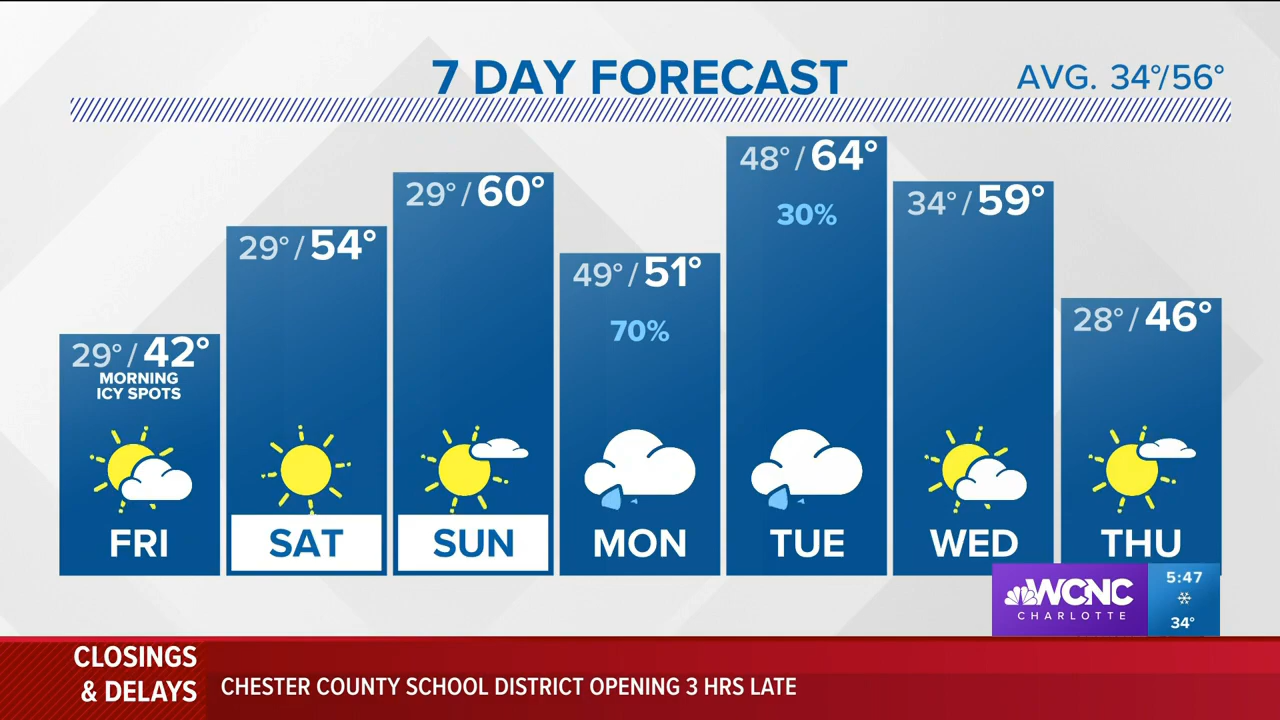 7 DAY FORECAST
AVG. 34°/56°
29°/42°
MORNING
ICY SPOTS
FRI
29°/54°
SAT
29°/60°
SUN
49°/51°
70%
MON
48°/64°
30%
TUE
34°/59°
WED
28°/46°
THU
WCNC
CHARLOTTE
5:47
34°
CLOSINGS
& DELAYS
CHESTER COUNTY SCHOOL DISTRICT OPENING 3 HRS LATE